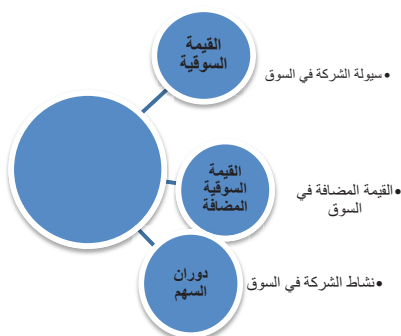 القيمة
السوقية
•سيولة الشركة في السوق
القيمة
السوقية
المضافة
•القيمة المضافة في
السوق
دوران
السهم
•نشاط الشركة في السوق